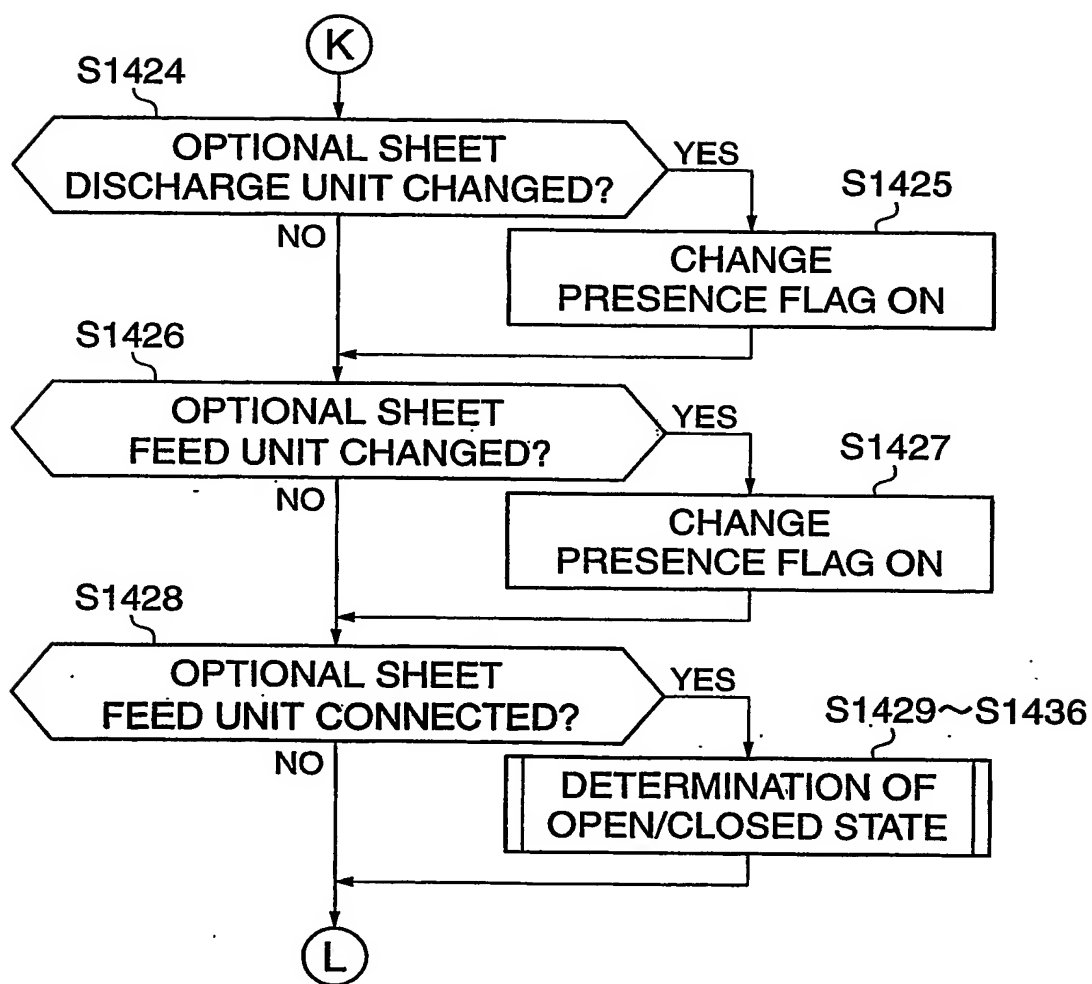 K
S1424
OPTIONAL SHEET
DISCHARGE UNIT CHANGED?
YES
NO
S1425
CHANGE
PRESENCE FLAG ON
S1426
OPTIONAL SHEET
FEED UNIT CHANGED?
YES
NO
S1427
CHANGE
PRESENCE FLAG ON
S1428
OPTIONAL SHEET
FEED UNIT CONNECTED?
YES
NO
S1429～S1436
DETERMINATION OF
OPEN/CLOSED STATE
L